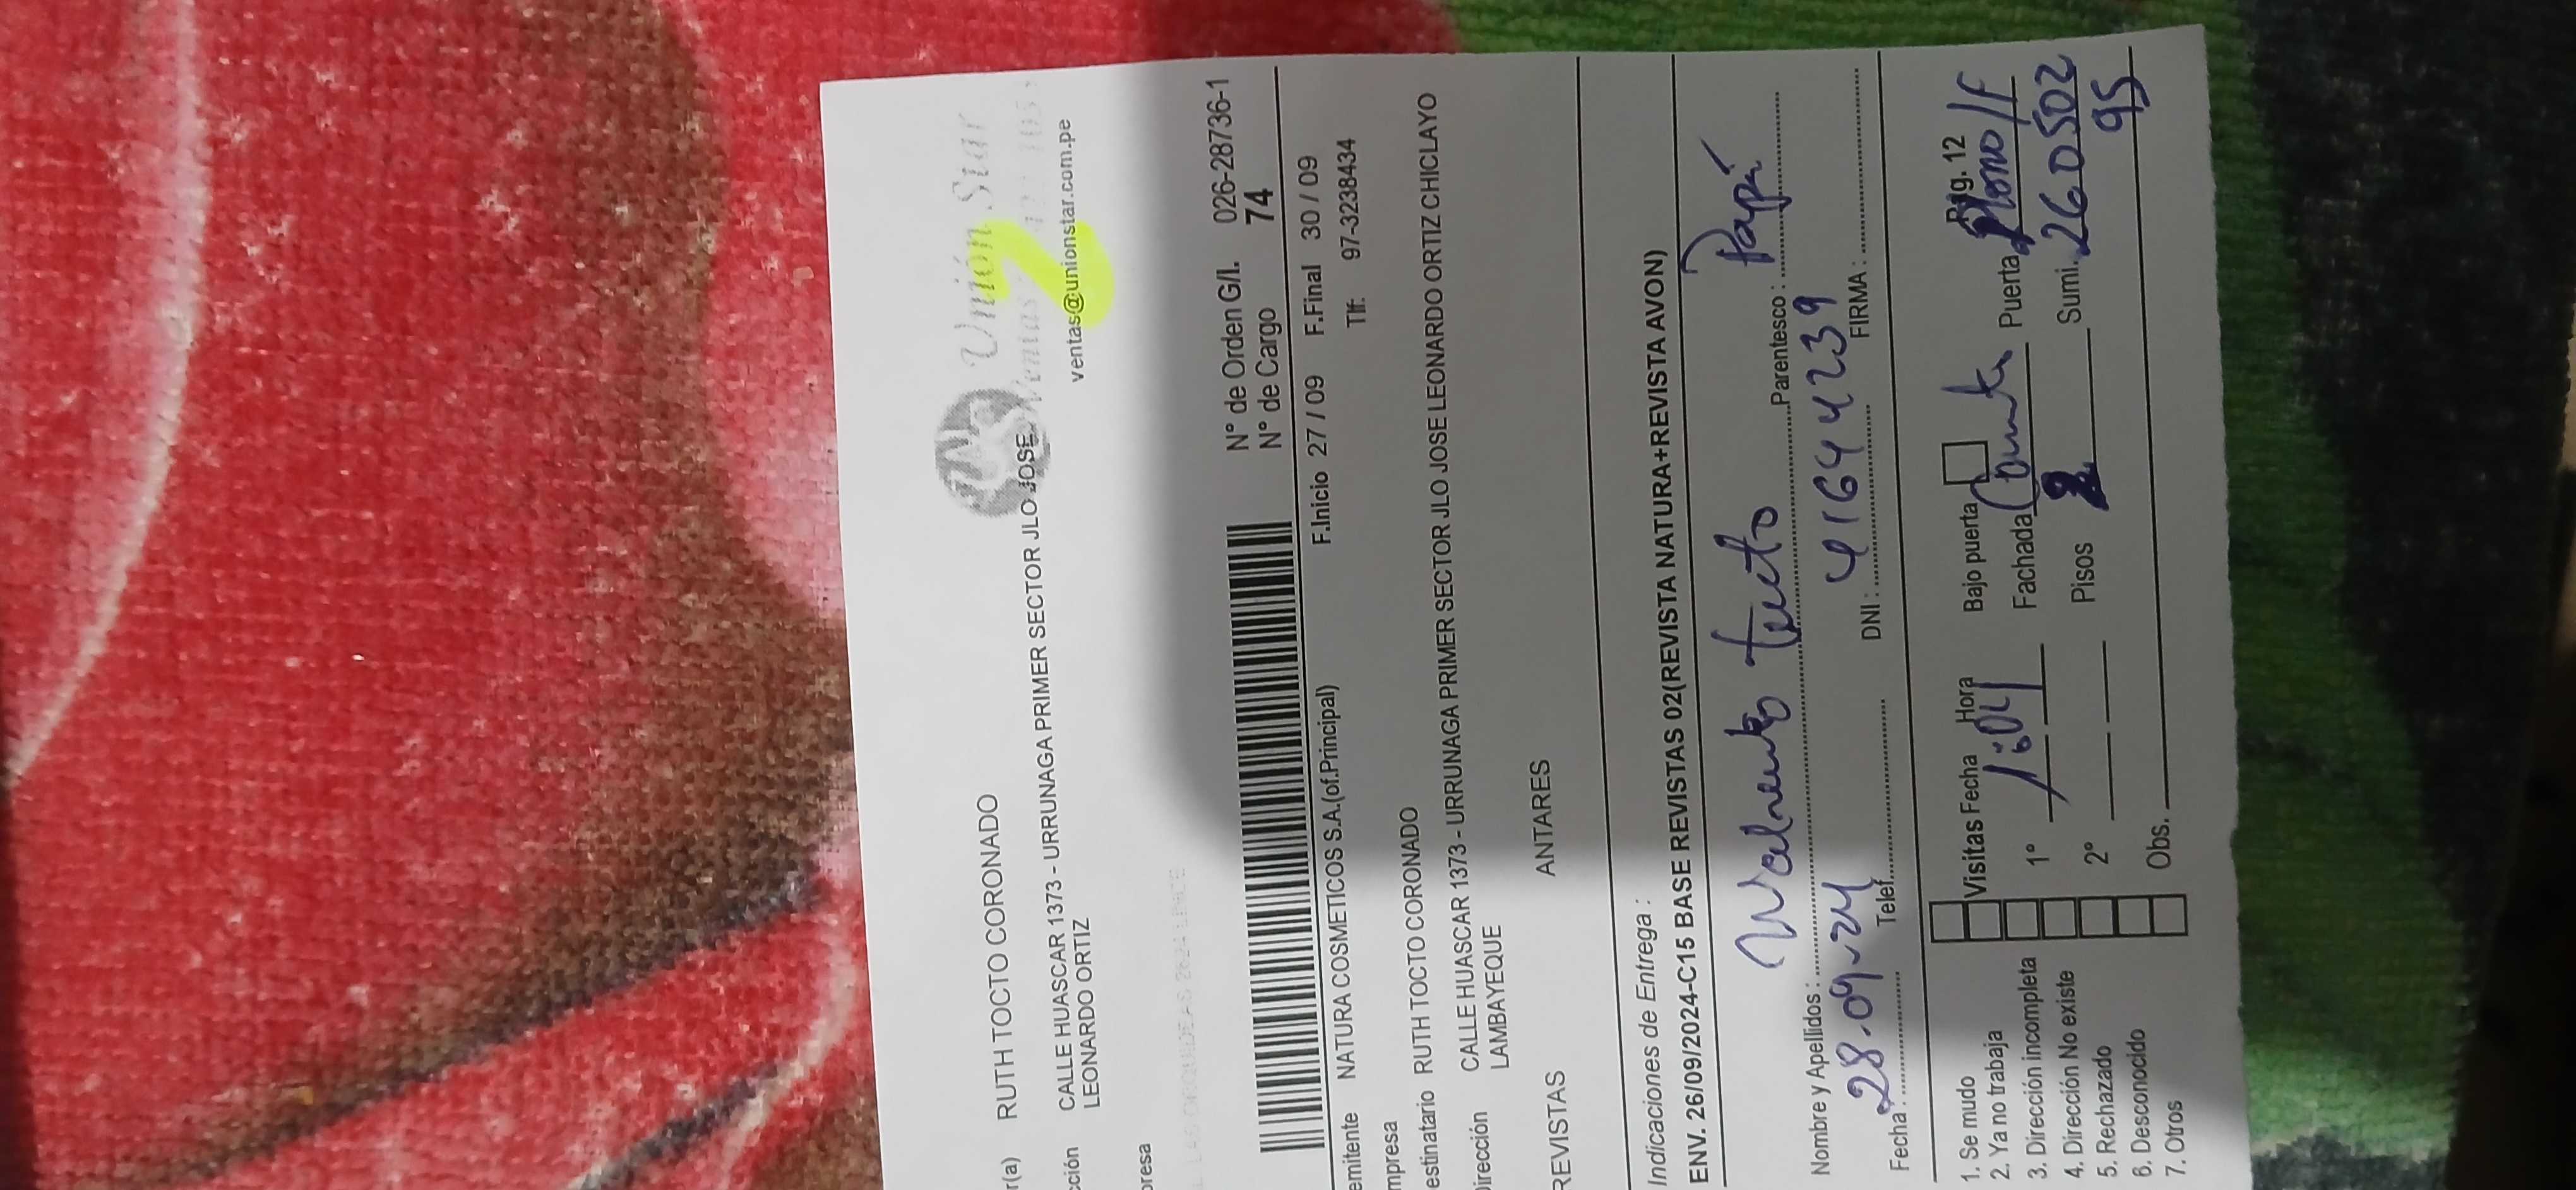 Unión Star
ventas@unionstar.com.pe
r(a) RUTH TOCTO CORONADO
cción CALLE HUASCAR 1373 - URRUNAGA PRIMER SECTOR JLO JOSE
LEONARDO ORTIZ
presa
N° de Orden G/I. 026-28736-1
N° de Cargo 74
emitente NATURA COSMETICOS S.A.(of.Principal) F.Inicio 27 / 09 F.Final 30 / 09
mpresa Tlf: 97-3238434
estinatario RUTH TOCTO CORONADO
irección CALLE HUASCAR 1373 - URRUNAGA PRIMER SECTOR JLO JOSE LEONARDO ORTIZ CHICLAYO
LAMBAYEQUE
REVISTAS ANTARES
Indicaciones de Entrega :
ENV. 26/09/2024-C15 BASE REVISTAS 02(REVISTA NATURA+REVISTA AVON)
Nombre y Apellidos : Parentesco : Papá
Fecha : 28-09-24 Telef. DNI : 41644239 FIRMA :
Pág. 12
1. Se mudo Visitas Fecha Hora Bajo puerta Puerta Plomo/F
2. Ya no trabaja
3. Dirección incompleta 1° 1:04 Fachada Sumi. 26050295
4. Dirección No existe
5. Rechazado 2° Pisos 2
6. Desconocido
7. Otros Obs.